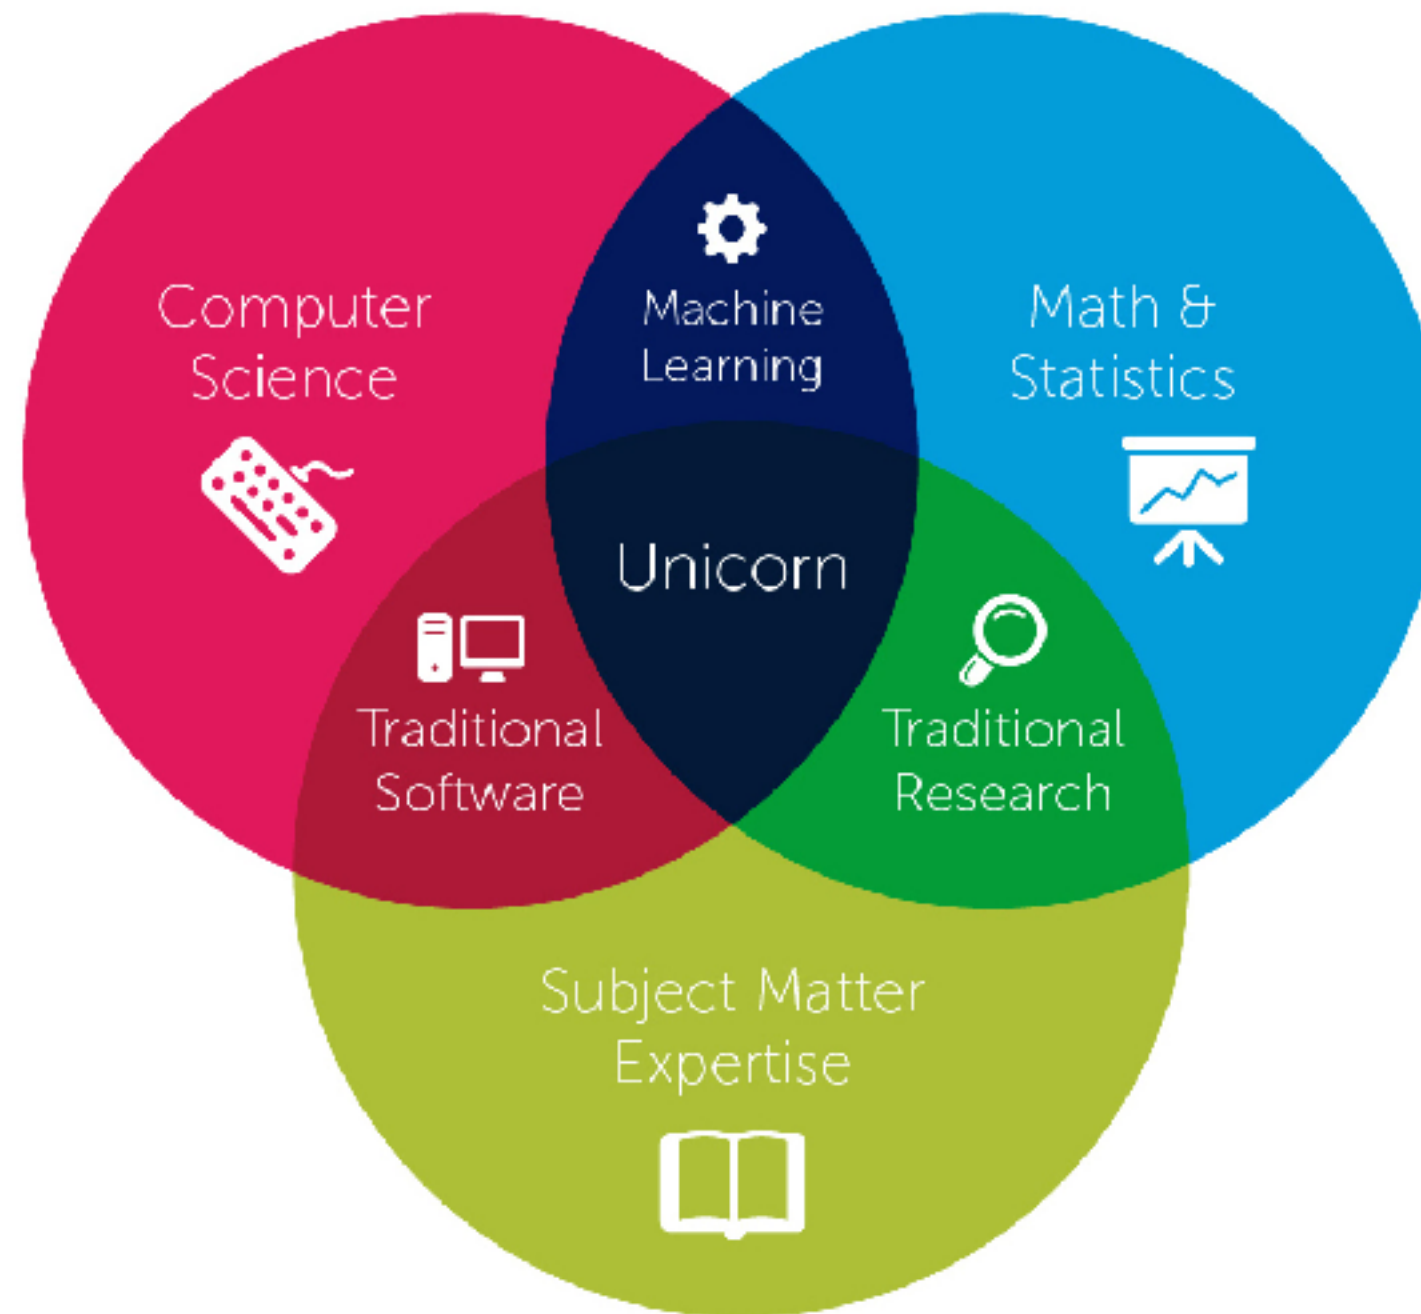 Computer
Science
Machine
Learning
Math &
Statistics
Unicorn
Traditional
Software
Traditional
Research
Subject Matter
Expertise